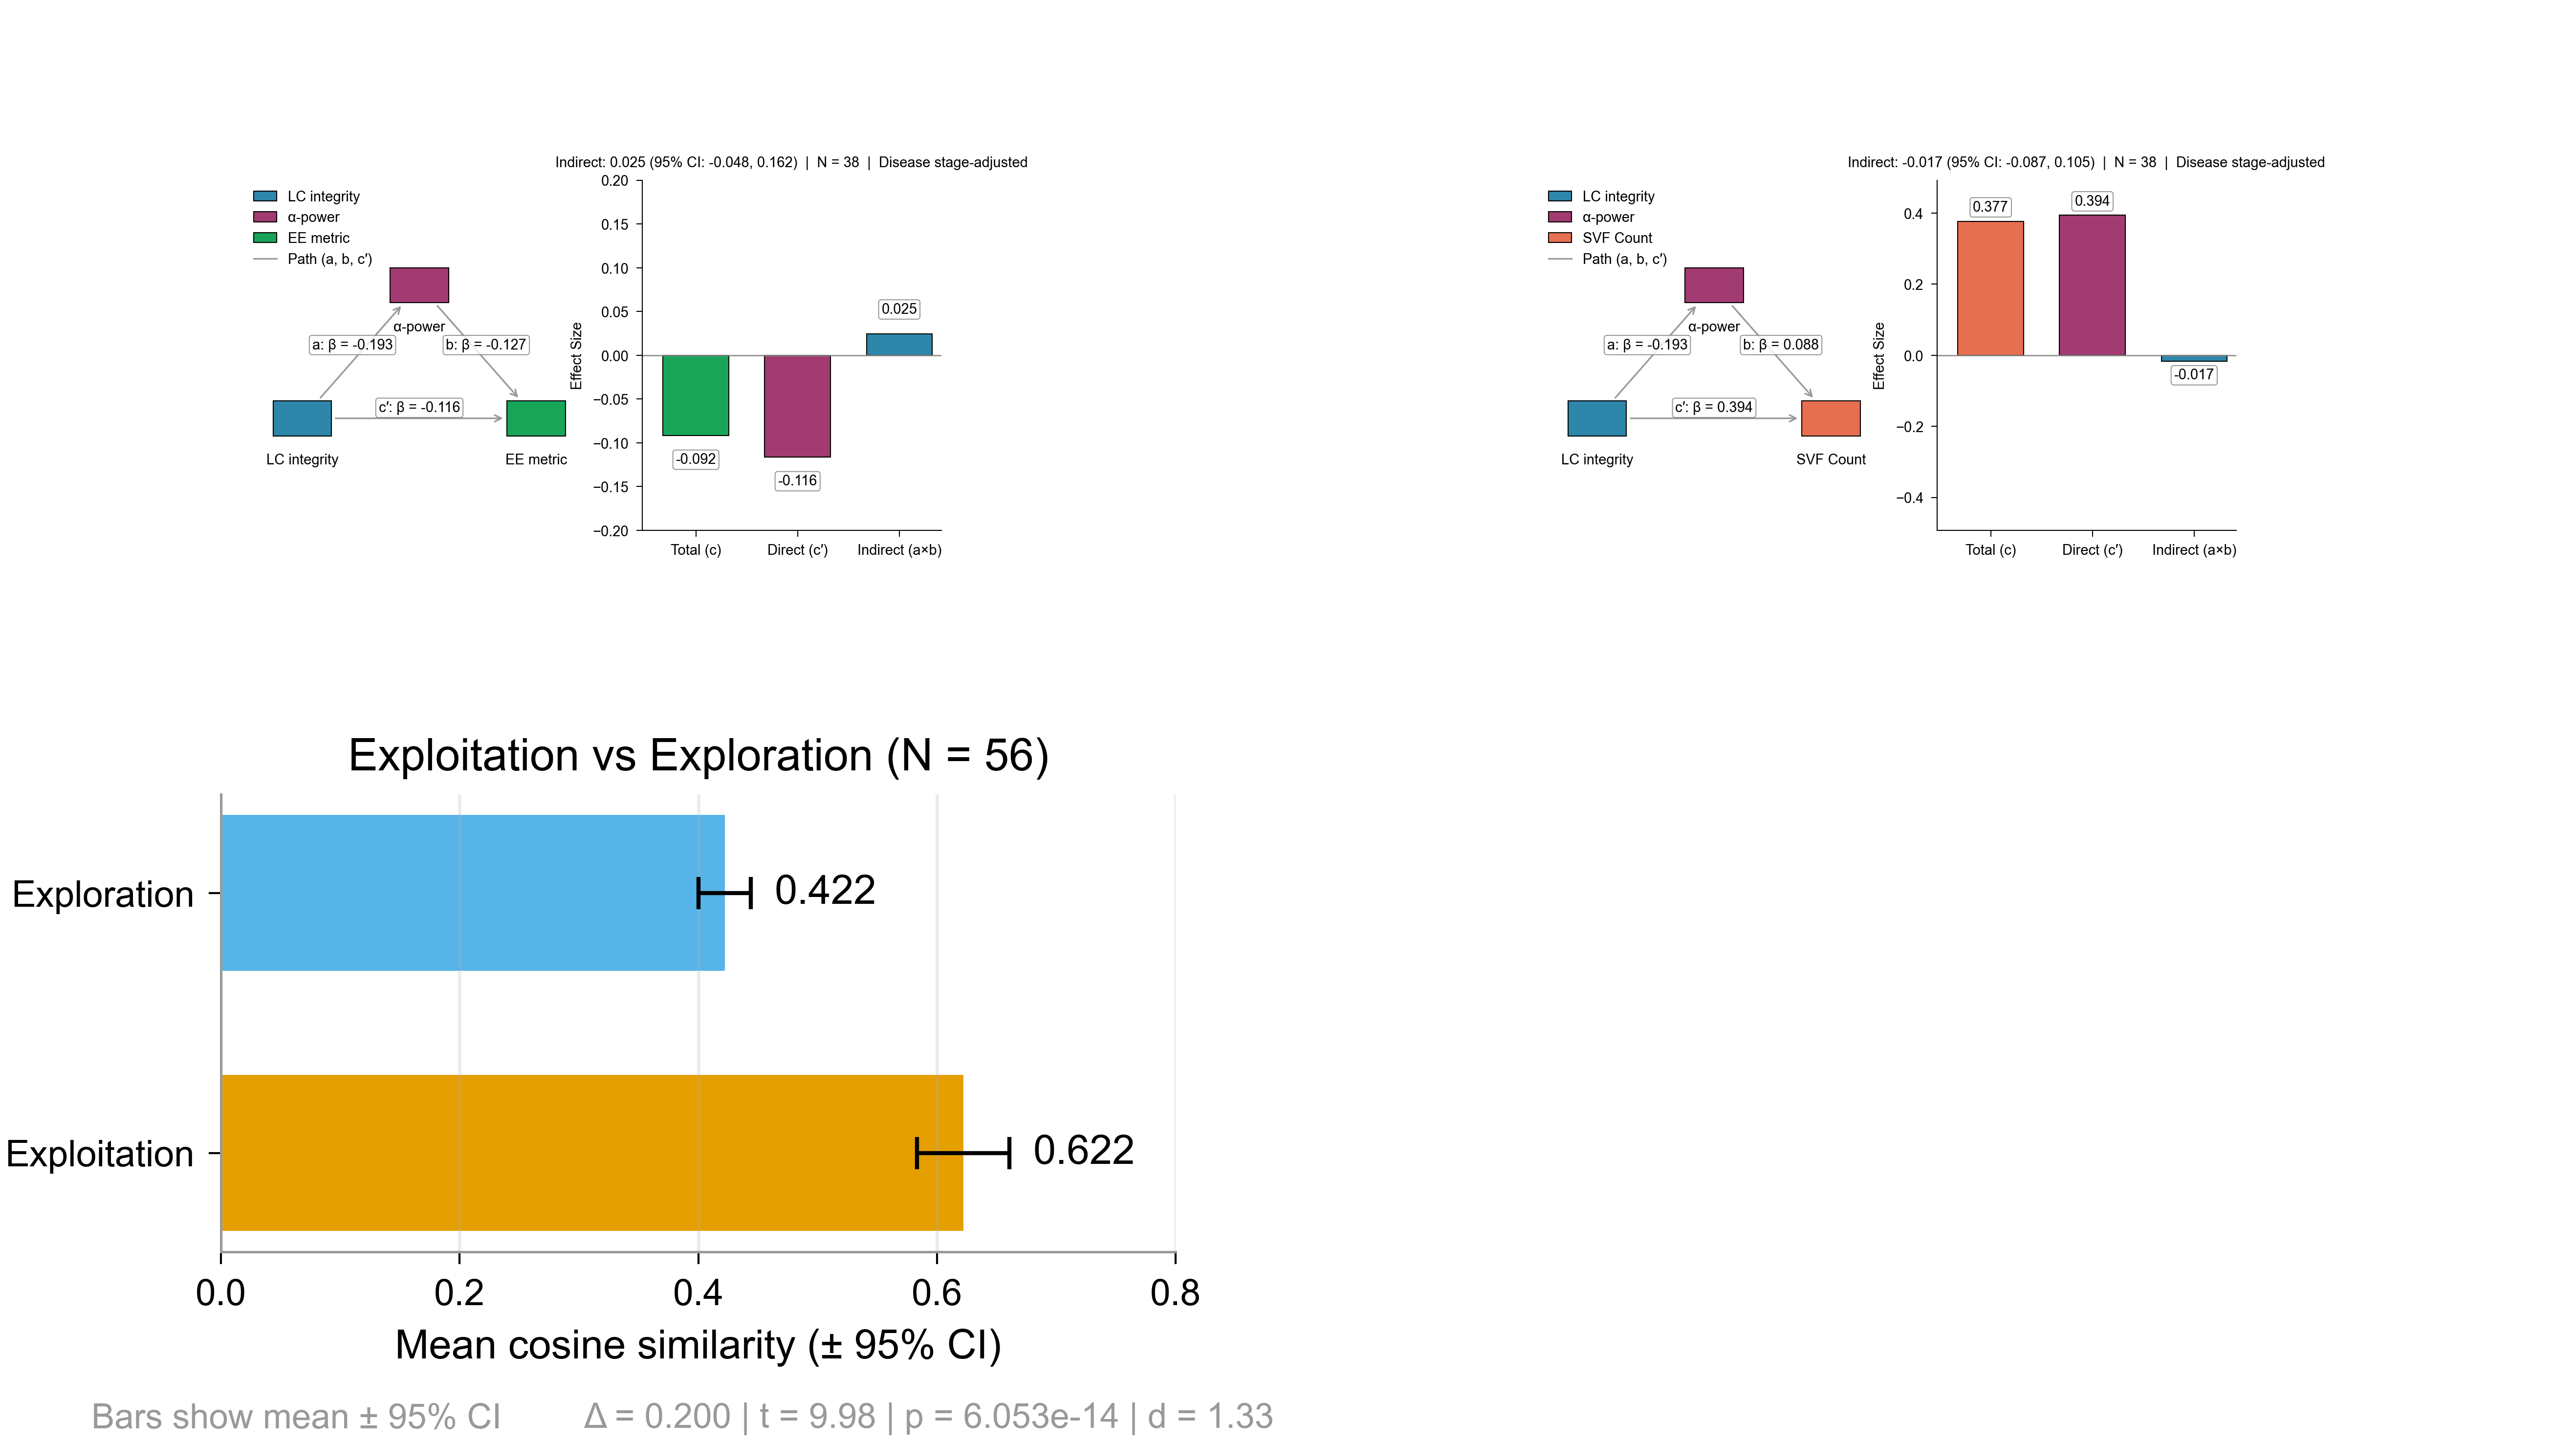 Indirect: 0.025 (95% CI: -0.048, 0.162) | N = 38 | Disease stage-adjusted
LC integrity
α-power
EE metric
Path (a, b, c′)
α-power
a: β = -0.193
b: β = -0.127
c′: β = -0.116
LC integrity
EE metric
Effect Size
0.20
0.15
0.10
0.05
0.00
−0.05
−0.10
−0.15
−0.20
-0.092
-0.116
0.025
Total (c)
Direct (c′)
Indirect (a×b)
Indirect: -0.017 (95% CI: -0.087, 0.105) | N = 38 | Disease stage-adjusted
LC integrity
α-power
SVF Count
Path (a, b, c′)
α-power
a: β = -0.193
b: β = 0.088
c′: β = 0.394
LC integrity
SVF Count
Effect Size
0.4
0.2
0.0
−0.2
−0.4
0.377
0.394
-0.017
Total (c)
Direct (c′)
Indirect (a×b)
Exploitation vs Exploration (N = 56)
Exploration
0.422
Exploitation
0.622
0.0
0.2
0.4
0.6
0.8
Mean cosine similarity (± 95% CI)
Bars show mean ± 95% CI
Δ = 0.200 | t = 9.98 | p = 6.053e-14 | d = 1.33